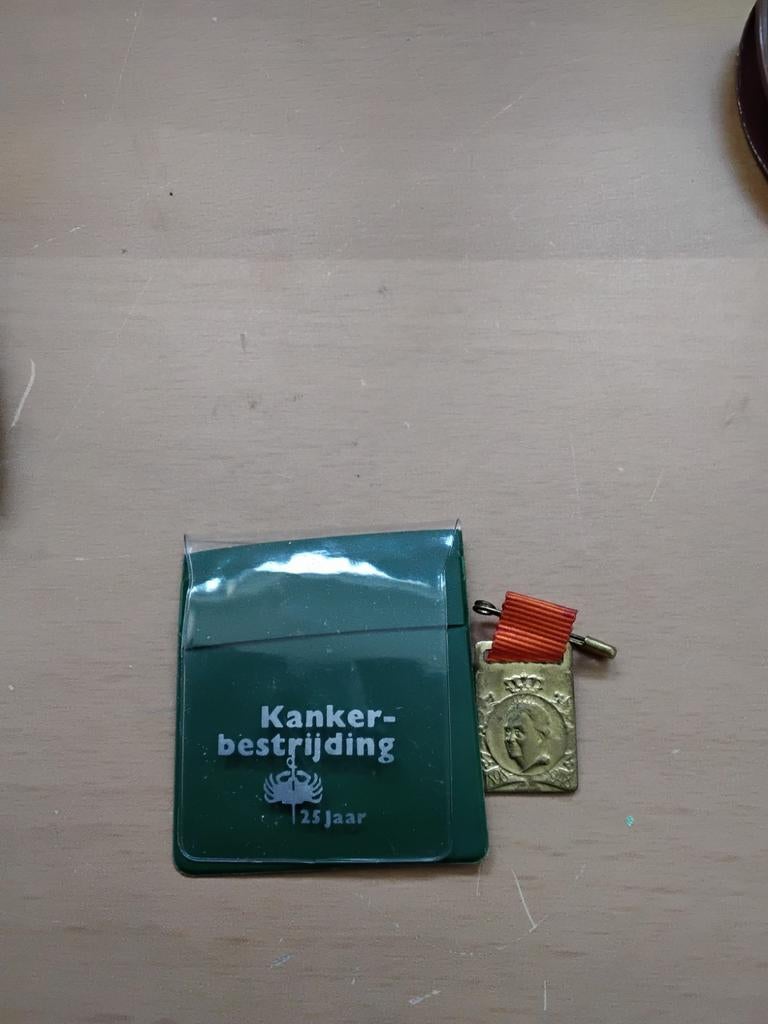 Kanker-
bestrijding
25 Jaar